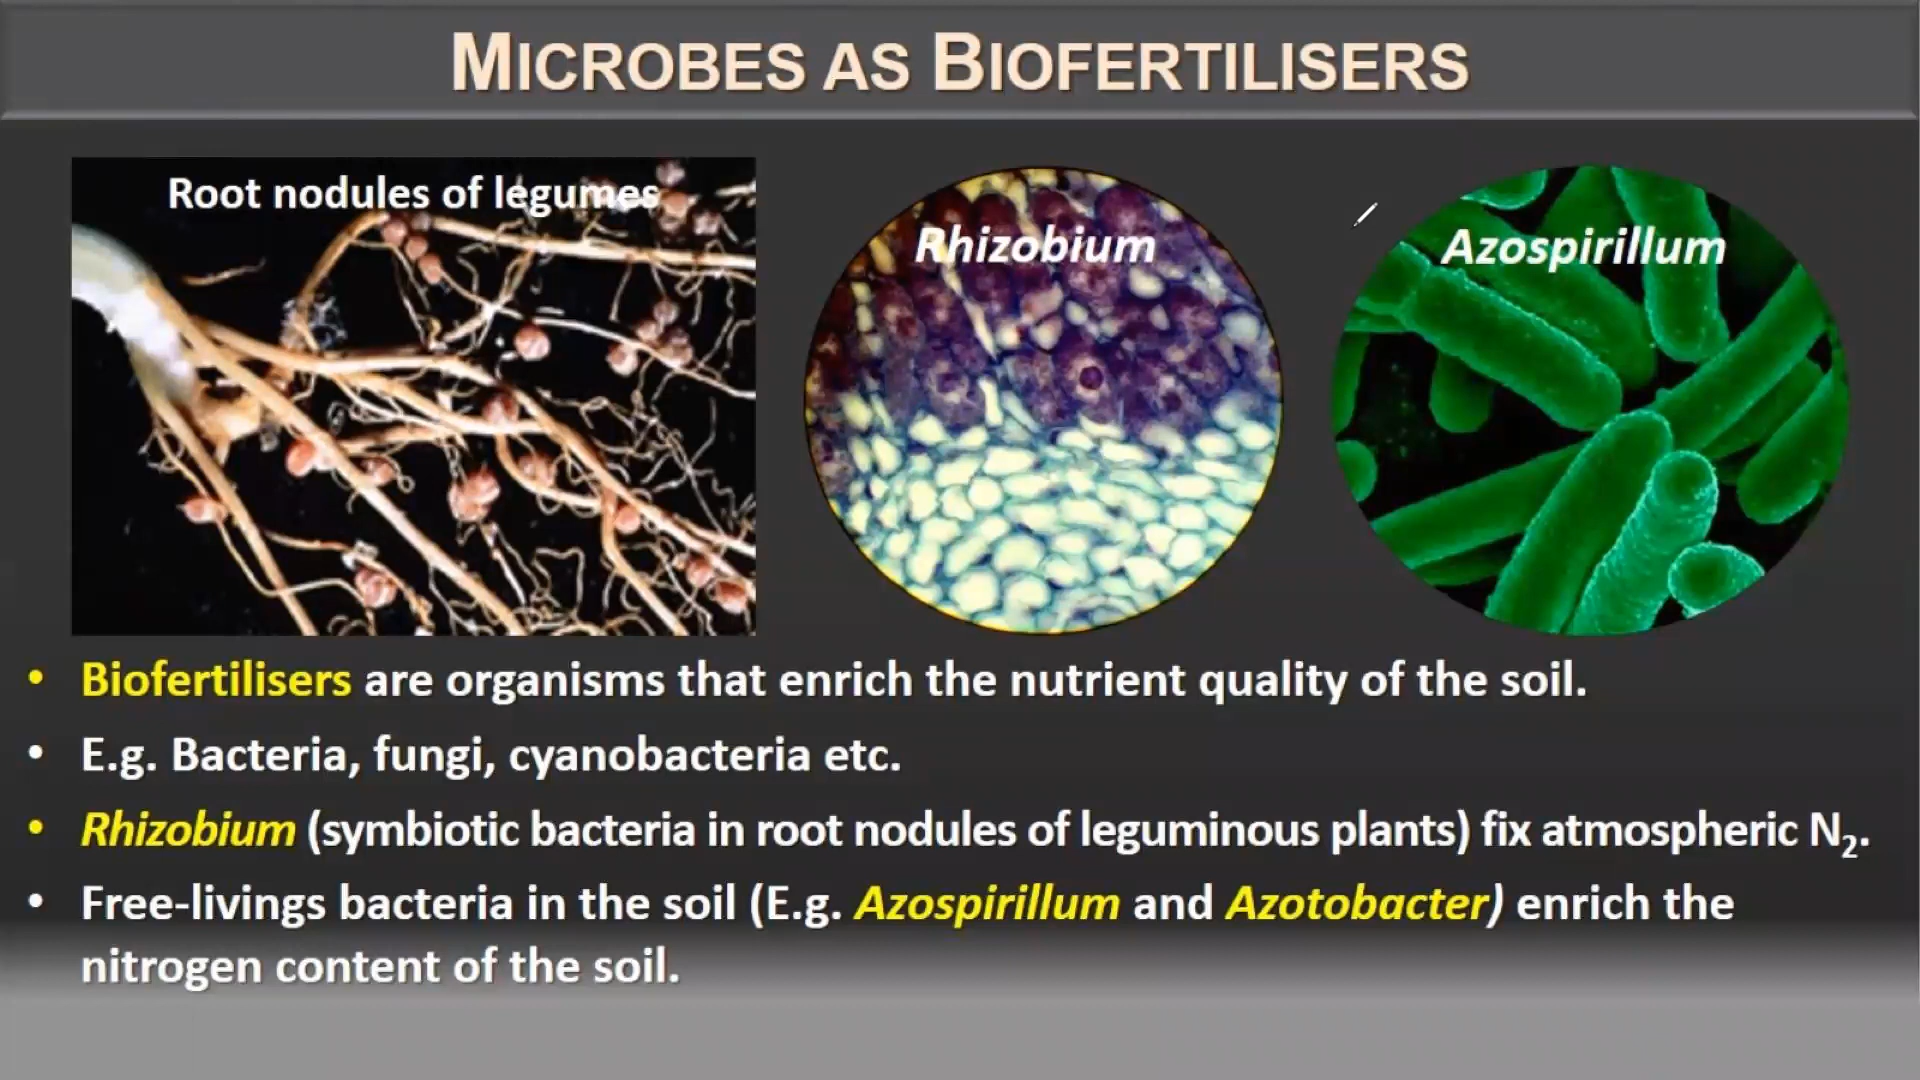 MICROBES AS BIOFERTILISERS
Root nodules of legumes
Rhizobium
Azospirillum
• Biofertilisers are organisms that enrich the nutrient quality of the soil.
• E.g. Bacteria, fungi, cyanobacteria etc.
• Rhizobium (symbiotic bacteria in root nodules of leguminous plants) fix atmospheric N₂.
• Free-livings bacteria in the soil (E.g. Azospirillum and Azotobacter) enrich the
nitrogen content of the soil.